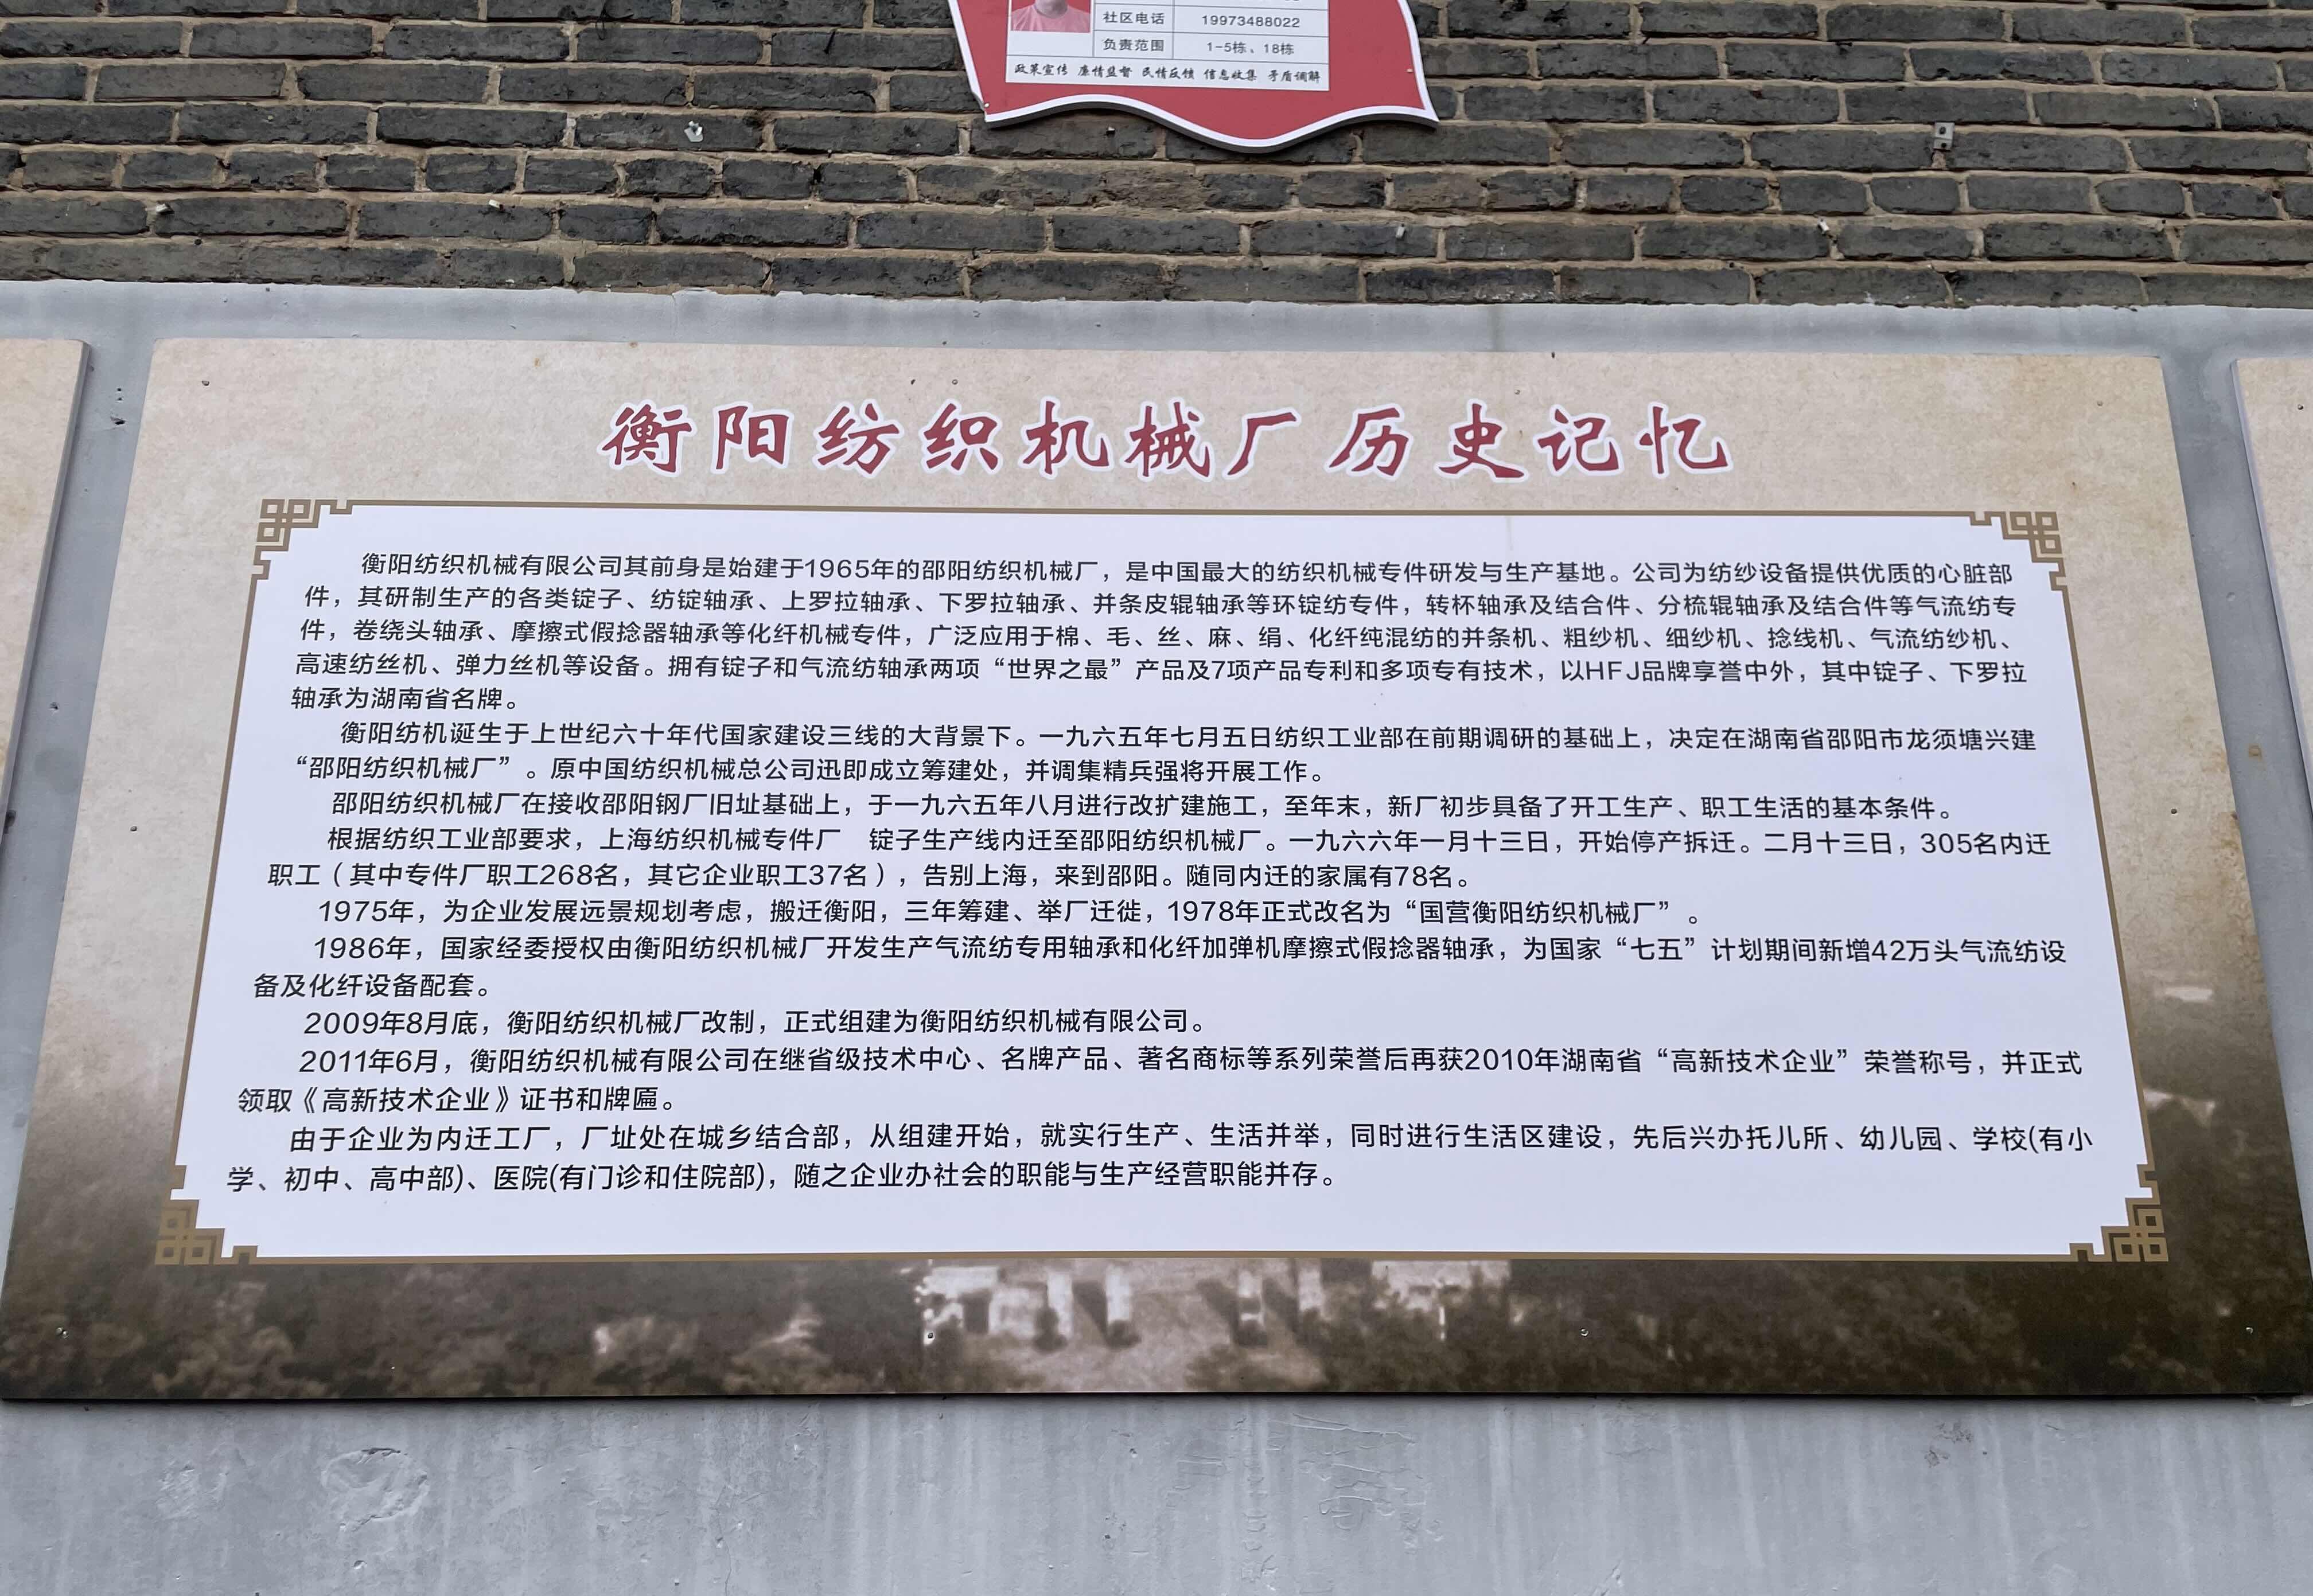 社区电话 19973488022
负责范围 1-5栋、18栋
政策宣传 廉情监督 民情反馈 信息收集 矛盾调解
衡阳纺织机械厂历史记忆
衡阳纺织机械有限公司其前身是始建于1965年的邵阳纺织机械厂，是中国最大的纺织机械专件研发与生产基地。公司为纺纱设备提供优质的心脏部
件，其研制生产的各类锭子、纺锭轴承、上罗拉轴承、下罗拉轴承、并条皮辊轴承等环锭纺专件，转杯轴承及结合件、分梳辊轴承及结合件等气流纺专
件，卷绕头轴承、摩擦式假捻器轴承等化纤机械专件，广泛应用于棉、毛、丝、麻、绢、化纤纯混纺的并条机、粗纱机、细纱机、捻线机、气流纺纱机、
高速纺丝机、弹力丝机等设备。拥有锭子和气流纺轴承两项“世界之最”产品及7项产品专利和多项专有技术，以HFJ品牌享誉中外，其中锭子、下罗拉
轴承为湖南省名牌。
衡阳纺机诞生于上世纪六十年代国家建设三线的大背景下。一九六五年七月五日纺织工业部在前期调研的基础上，决定在湖南省邵阳市龙须塘兴建
“邵阳纺织机械厂”。原中国纺织机械总公司迅即成立筹建处，并调集精兵强将开展工作。
邵阳纺织机械厂在接收邵阳钢厂旧址基础上，于一九六五年八月进行改扩建施工，至年末，新厂初步具备了开工生产、职工生活的基本条件。
根据纺织工业部要求，上海纺织机械专件厂 锭子生产线内迁至邵阳纺织机械厂。一九六六年一月十三日，开始停产拆迁。二月十三日，305名内迁
职工（其中专件厂职工268名，其它企业职工37名），告别上海，来到邵阳。随同内迁的家属有78名。
1975年，为企业发展远景规划考虑，搬迁衡阳，三年筹建、举厂迁徙，1978年正式改名为“国营衡阳纺织机械厂”。
1986年，国家经委授权由衡阳纺织机械厂开发生产气流纺专用轴承和化纤加弹机摩擦式假捻器轴承，为国家“七五”计划期间新增42万头气流纺设
备及化纤设备配套。
2009年8月底，衡阳纺织机械厂改制，正式组建为衡阳纺织机械有限公司。
2011年6月，衡阳纺织机械有限公司在继省级技术中心、名牌产品、著名商标等系列荣誉后再获2010年湖南省“高新技术企业”荣誉称号，并正式
领取《高新技术企业》证书和牌匾。
由于企业为内迁工厂，厂址处在城乡结合部，从组建开始，就实行生产、生活并举，同时进行生活区建设，先后兴办托儿所、幼儿园、学校(有小
学、初中、高中部)、医院(有门诊和住院部)，随之企业办社会的职能与生产经营职能并存。